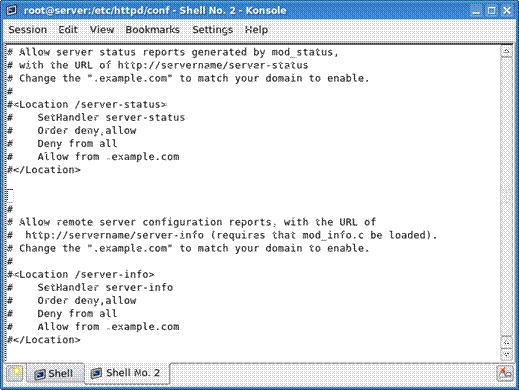 root@server:/etc/httpd/conf - Shell No. 2 - Konsole
Session Edit View Bookmarks Settings Help
# Allow server status reports generated by mod_status,
# with the URL of http://servername/server-status
# Change the ".example.com" to match your domain to enable.
#
#<Location /server-status>
#    SetHandler server-status
#    Order deny,allow
#    Deny from all
#    Allow from .example.com
#</Location>
#
# Allow remote server configuration reports, with the URL of
#  http://servername/server-info (requires that mod_info.c be loaded).
# Change the ".example.com" to match your domain to enable.
#
#<Location /server-info>
#    SetHandler server-info
#    Order deny,allow
#    Deny from all
#    Allow from .example.com
#</Location>
Shell Shell No. 2